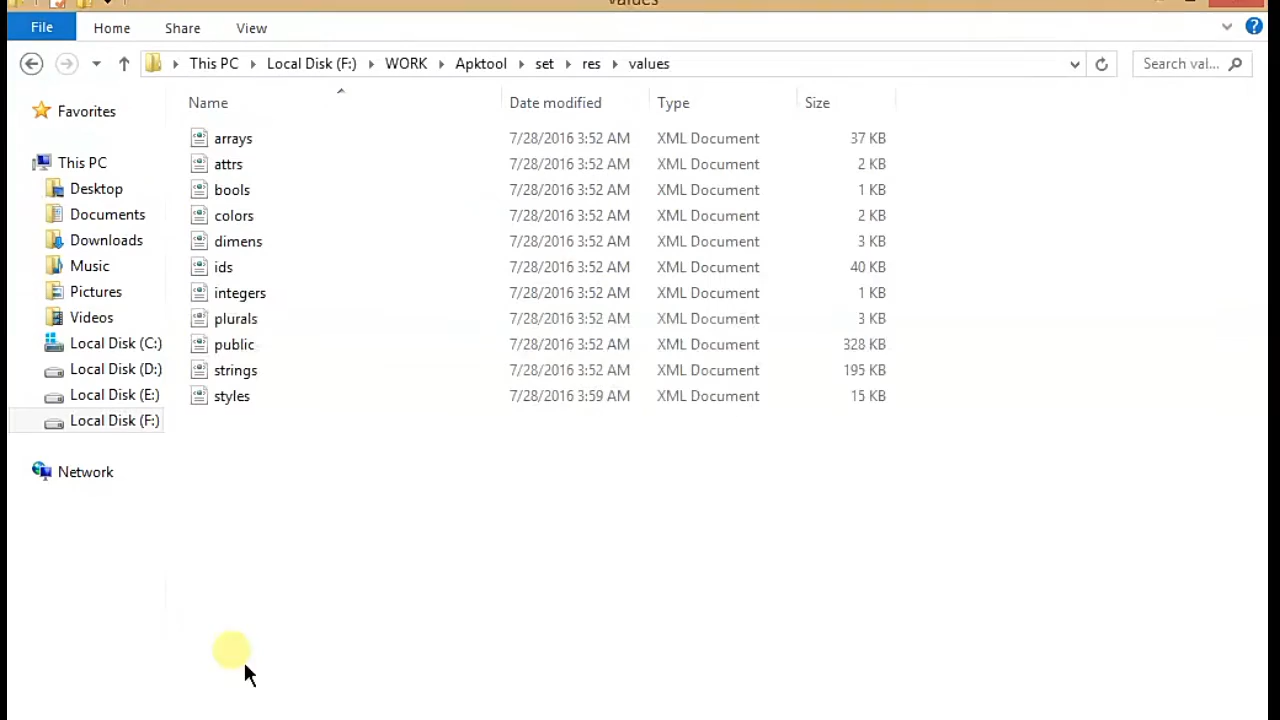 values
File Home Share View
This PC Local Disk (F:) WORK Apktool set res values Search val...
Name Date modified Type Size
Favorites
This PC
Desktop
Documents
Downloads
Music
Pictures
Videos
Local Disk (C:)
Local Disk (D:)
Local Disk (E:)
Local Disk (F:)
Network
arrays 7/28/2016 3:52 AM XML Document 37 KB
attrs 7/28/2016 3:52 AM XML Document 2 KB
bools 7/28/2016 3:52 AM XML Document 1 KB
colors 7/28/2016 3:52 AM XML Document 2 KB
dimens 7/28/2016 3:52 AM XML Document 3 KB
ids 7/28/2016 3:52 AM XML Document 40 KB
integers 7/28/2016 3:52 AM XML Document 1 KB
plurals 7/28/2016 3:52 AM XML Document 3 KB
public 7/28/2016 3:52 AM XML Document 328 KB
strings 7/28/2016 3:52 AM XML Document 195 KB
styles 7/28/2016 3:59 AM XML Document 15 KB